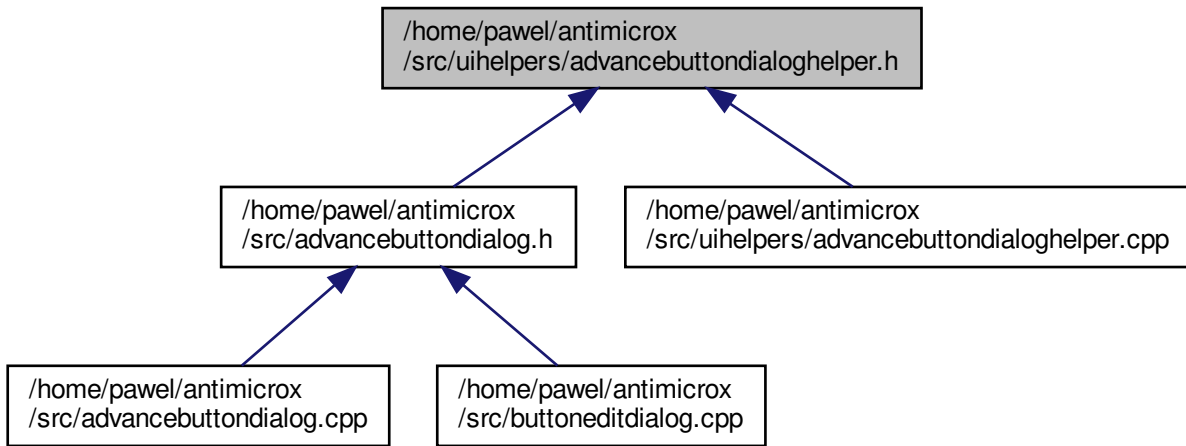 /home/pawel/antimicrox
/src/uihelpers/advancebuttondialoghelper.h
/home/pawel/antimicrox
/src/advancebuttondialog.h
/home/pawel/antimicrox
/src/uihelpers/advancebuttondialoghelper.cpp
/home/pawel/antimicrox
/src/advancebuttondialog.cpp
/home/pawel/antimicrox
/src/buttoneditdialog.cpp